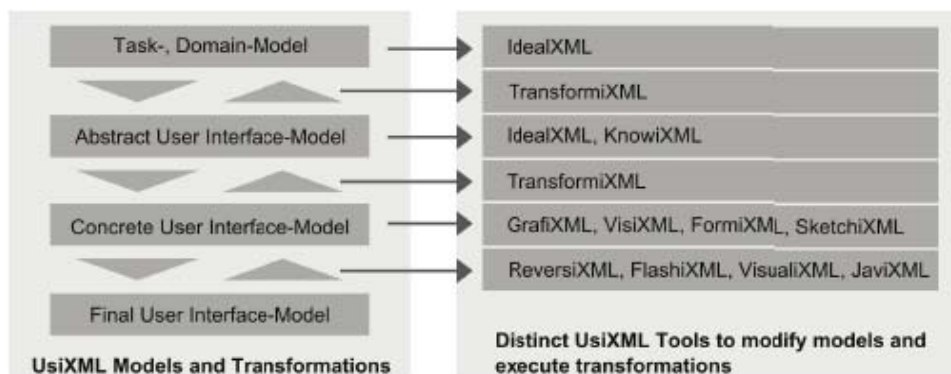 Task-, Domain-Model
IdealXML
TransformiXML
Abstract User Interface-Model
IdealXML, KnowiXML
TransformiXML
Concrete User Interface-Model
GrafiXML, VisiXML, FormiXML, SketchiXML
ReversiXML, FlashiXML, VisualiXML, JaviXML
Final User Interface-Model
UsiXML Models and Transformations
Distinct UsiXML Tools to modify models and
execute transformations